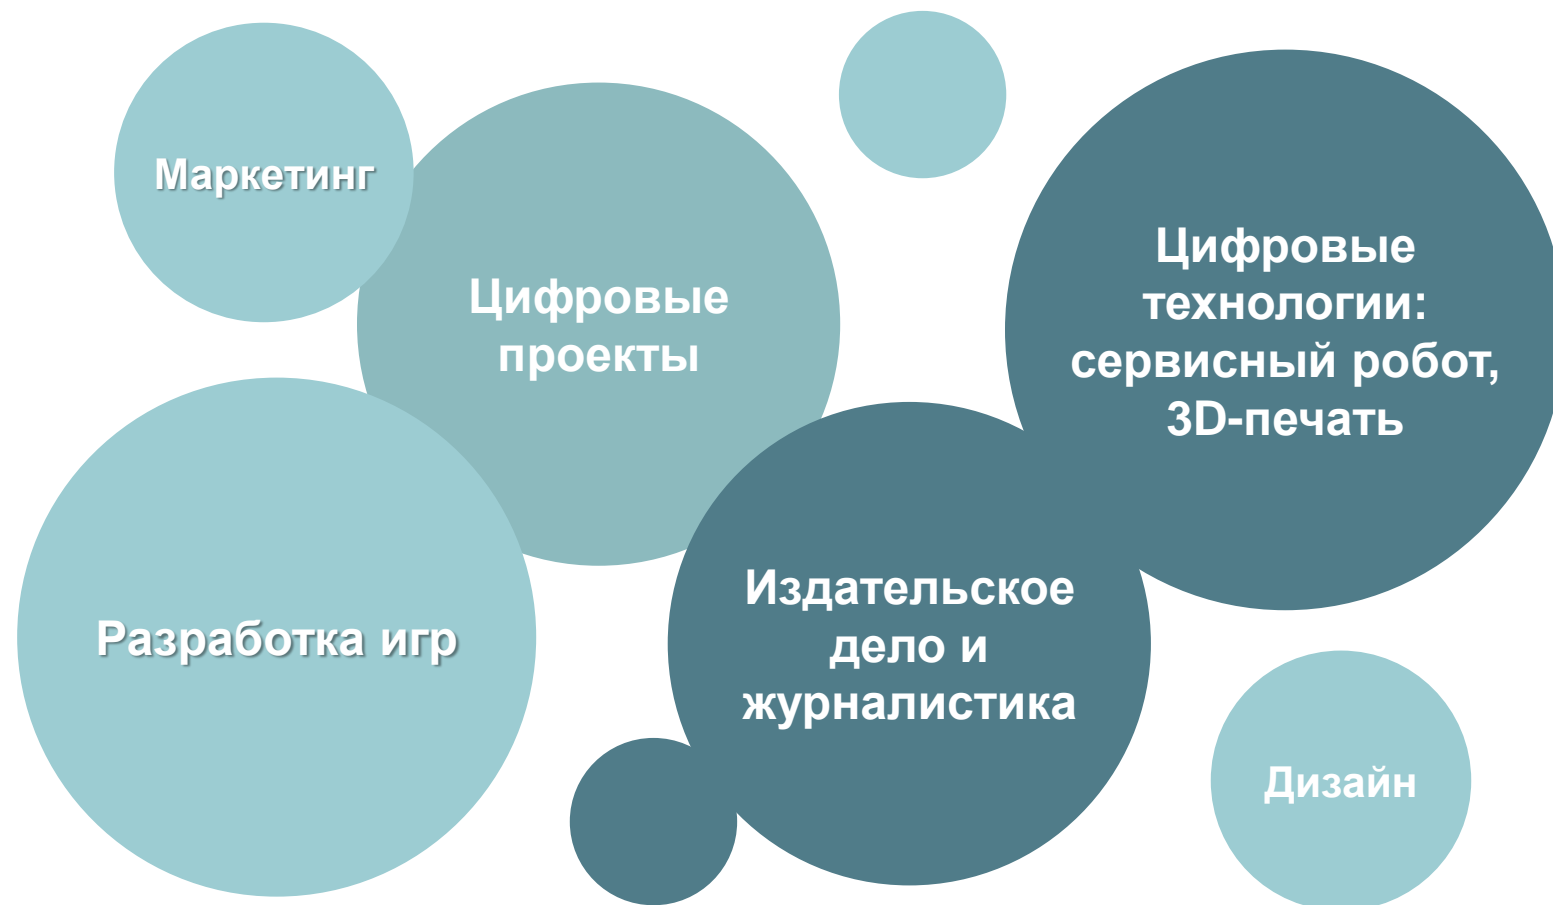 Маркетинг
Цифровые
проекты
Цифровые
технологии:
сервисный робот,
3D-печать
Разработка игр
Издательское
дело и
журналистика
Дизайн